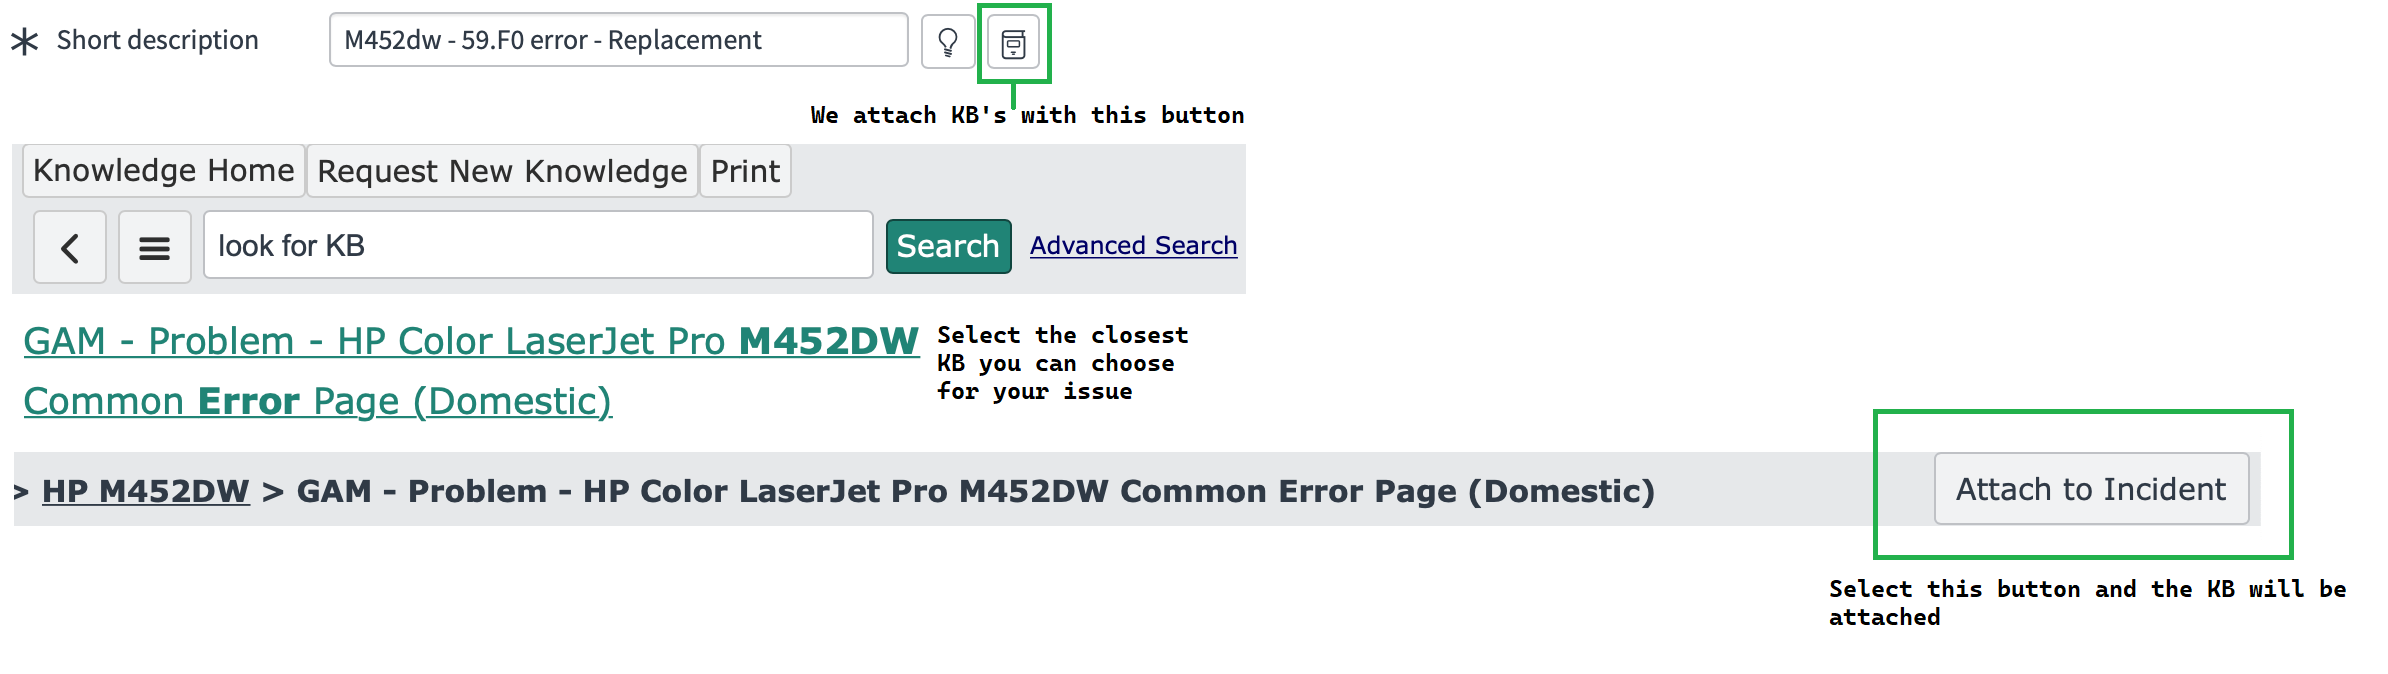 Short description
M452dw - 59.F0 error - Replacement
We attach KB's with this button
Knowledge Home
Request New Knowledge
Print
look for KB
Search
Advanced Search
GAM - Problem - HP Color LaserJet Pro M452DW
Common Error Page (Domestic)
Select the closest
KB you can choose
for your issue
> HP M452DW > GAM - Problem - HP Color LaserJet Pro M452DW Common Error Page (Domestic)
Attach to Incident
Select this button and the KB will be
attached